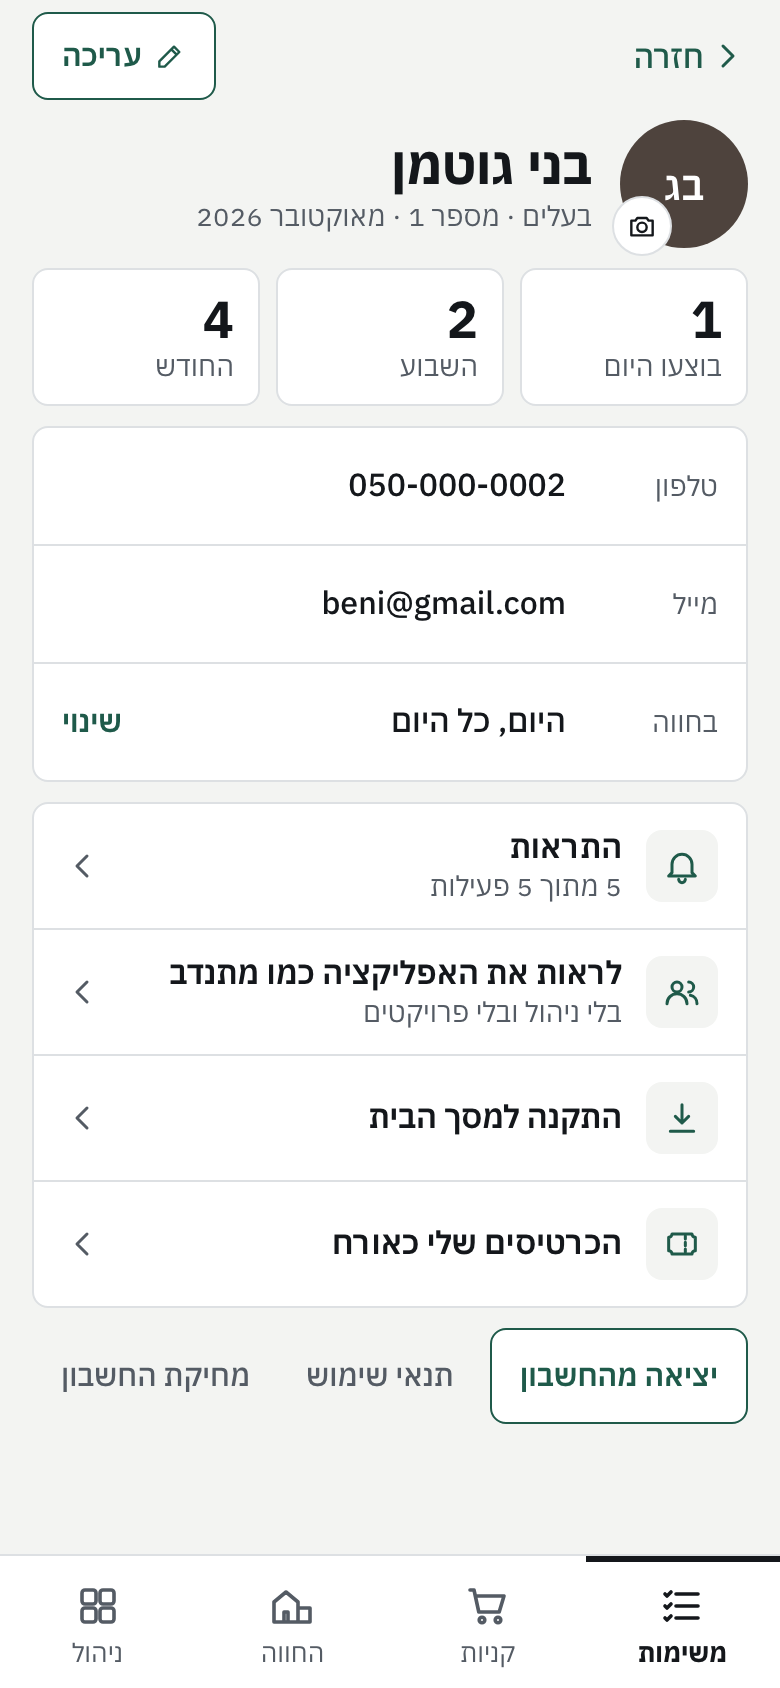 חזרה
עריכה
בג
בני גוטמן
בעלים · מספר 1 · מאוקטובר 2026
1
בוצעו היום
2
השבוע
4
החודש
טלפון 050-000-0002
מייל beni@gmail.com
בחווה היום, כל היום שינוי
התראות
5 מתוך 5 פעילות
לראות את האפליקציה כמו מתנדב
בלי ניהול ובלי פרויקטים
התקנה למסך הבית
הכרטיסים שלי כאורח
יציאה מהחשבון
תנאי שימוש
מחיקת החשבון
משימות
קניות
החווה
ניהול